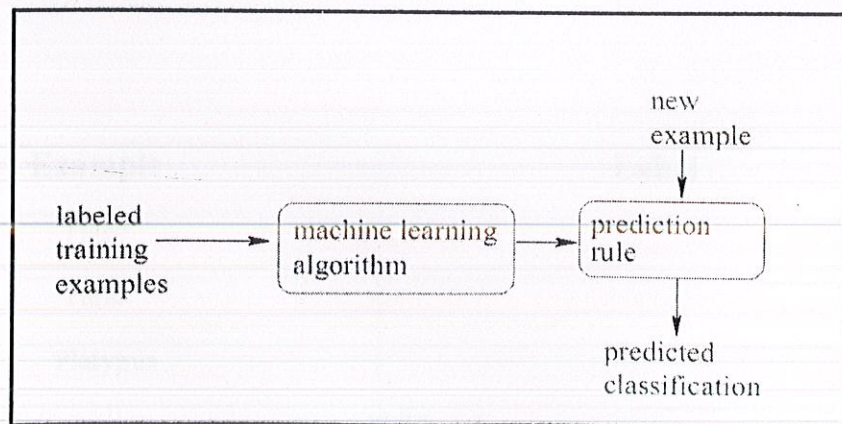 new
example
labeled
training
examples
machine learning
algorithm
prediction
rule
predicted
classification